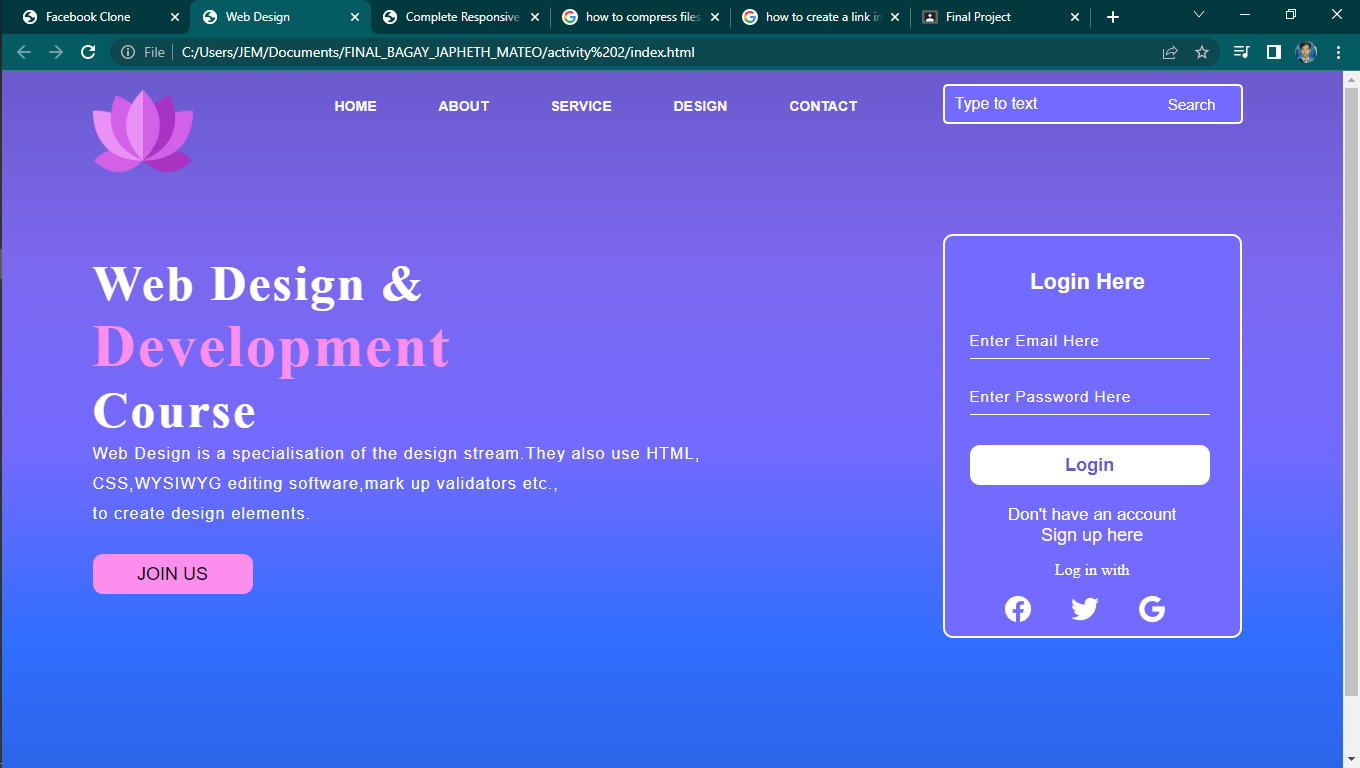 Facebook Clone
Web Design
Complete Responsive
how to compress files
how to create a link in
Final Project
File
C:/Users/JEM/Documents/FINAL_BAGAY_JAPHETH_MATEO/activity%202/index.html
HOME
ABOUT
SERVICE
DESIGN
CONTACT
Type to text
Search
Web Design &
Development
Course
Web Design is a specialisation of the design stream.They also use HTML,
CSS,WYSIWYG editing software,mark up validators etc.,
to create design elements.
JOIN US
Login Here
Enter Email Here
Enter Password Here
Login
Don't have an account
Sign up here
Log in with